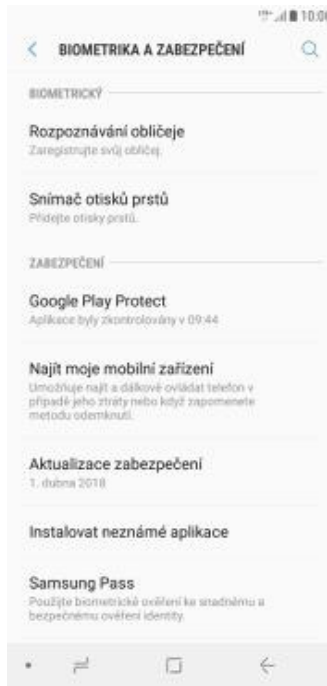 10:06
BIOMETRIKA A ZABEZPEČENÍ
BIOMETRICKÝ
Rozpoznávání obličeje
Zaregistrujte svůj obličej.
Snímač otisků prstů
Přidejte otisky prstů.
ZABEZPEČENÍ
Google Play Protect
Aplikace byly zkontrolovány v 09:44
Najít moje mobilní zařízení
Umožňuje najít a dálkově ovládat telefon v
případě jeho ztráty nebo když zapomenete
metodu odemknutí.
Aktualizace zabezpečení
1. dubna 2018
Instalovat neznámé aplikace
Samsung Pass
Použijte biometrické ověření ke snadnému a
bezpečnému ověření identity.